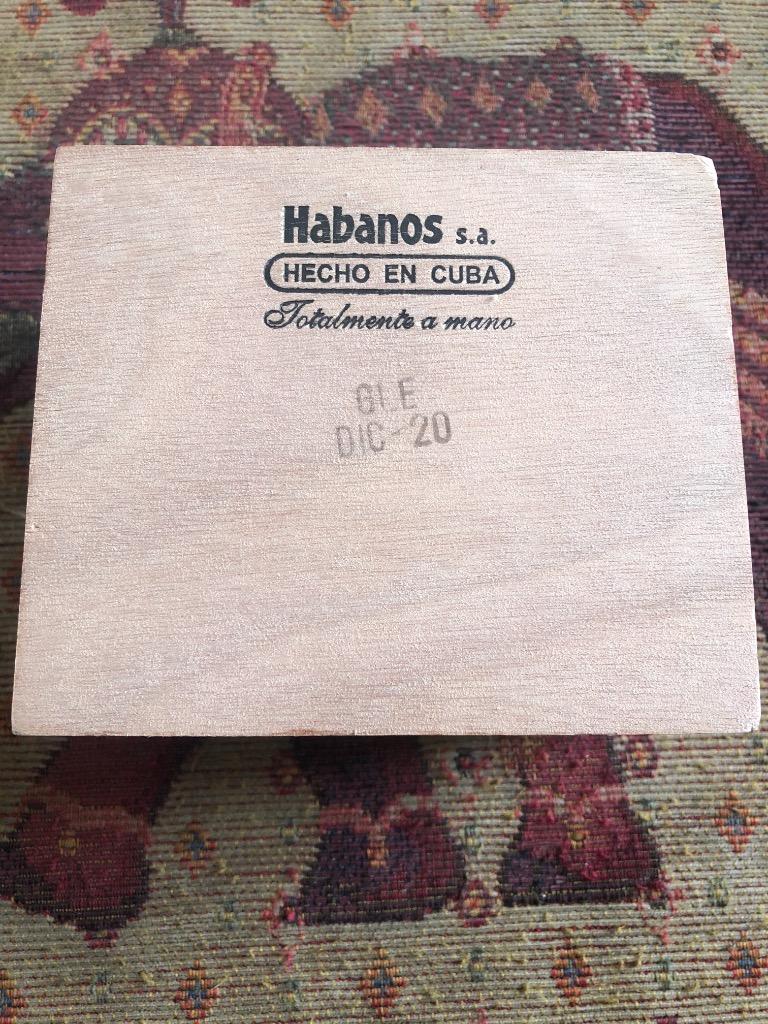 Habanos s.a.
HECHO EN CUBA
Totalmente a mano
GLE
DIC-20